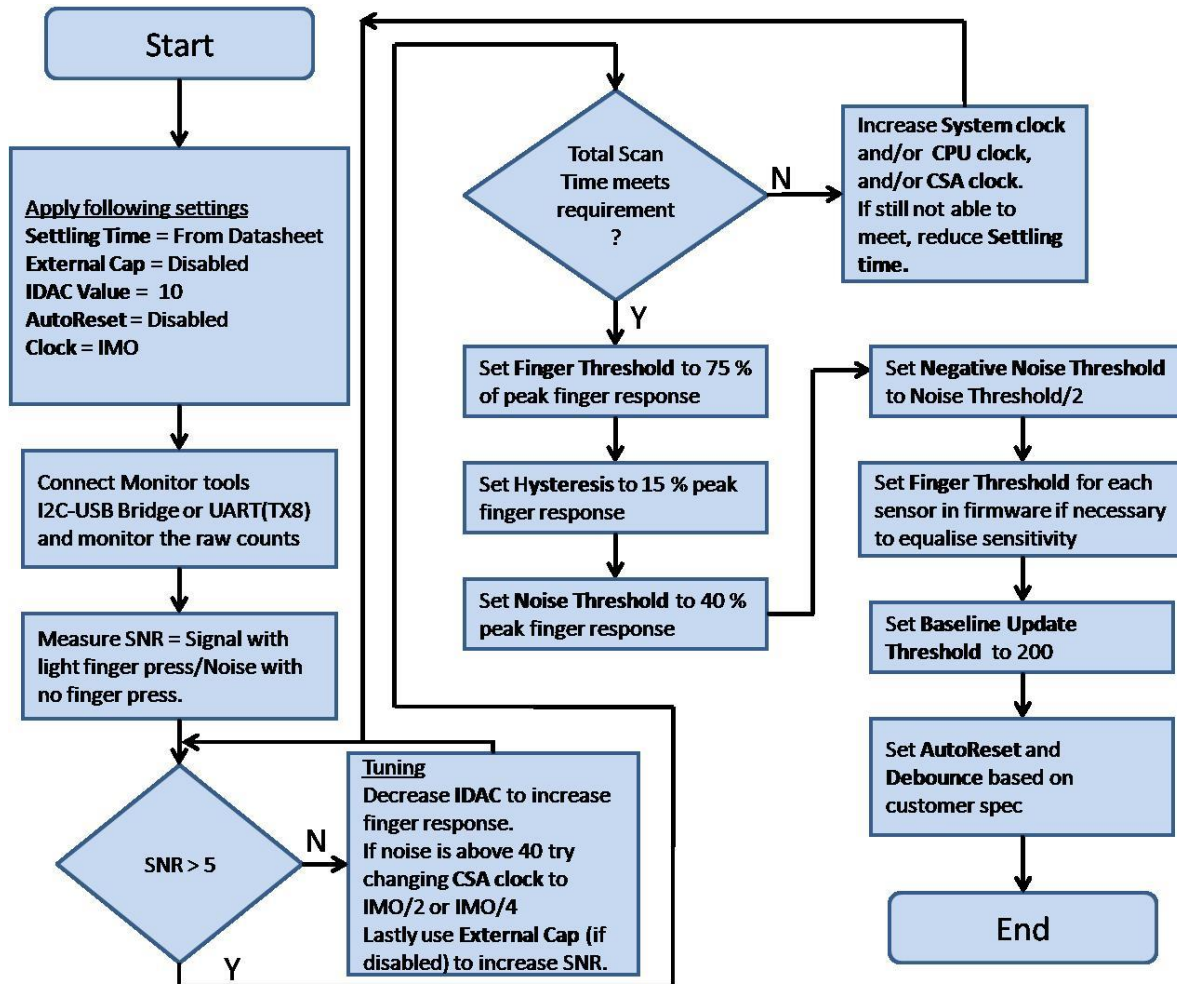 Start
Apply following settings
Settling Time = From Datasheet
External Cap = Disabled
IDAC Value = 10
AutoReset = Disabled
Clock = IMO
Connect Monitor tools
I2C-USB Bridge or UART(TX8)
and monitor the raw counts
Measure SNR = Signal with
light finger press/Noise with
no finger press.
SNR > 5
N
Y
Tuning
Decrease IDAC to increase
finger response.
If noise is above 40 try
changing CSA clock to
IMO/2 or IMO/4
Lastly use External Cap (if
disabled) to increase SNR.
Total Scan
Time meets
requirement
?
N
Y
Increase System clock
and/or CPU clock,
and/or CSA clock.
If still not able to
meet, reduce Settling
time.
Set Finger Threshold to 75 %
of peak finger response
Set Hysteresis to 15 % peak
finger response
Set Noise Threshold to 40 %
peak finger response
Set Negative Noise Threshold
to Noise Threshold/2
Set Finger Threshold for each
sensor in firmware if necessary
to equalise sensitivity
Set Baseline Update
Threshold to 200
Set AutoReset and
Debounce based on
customer spec
End